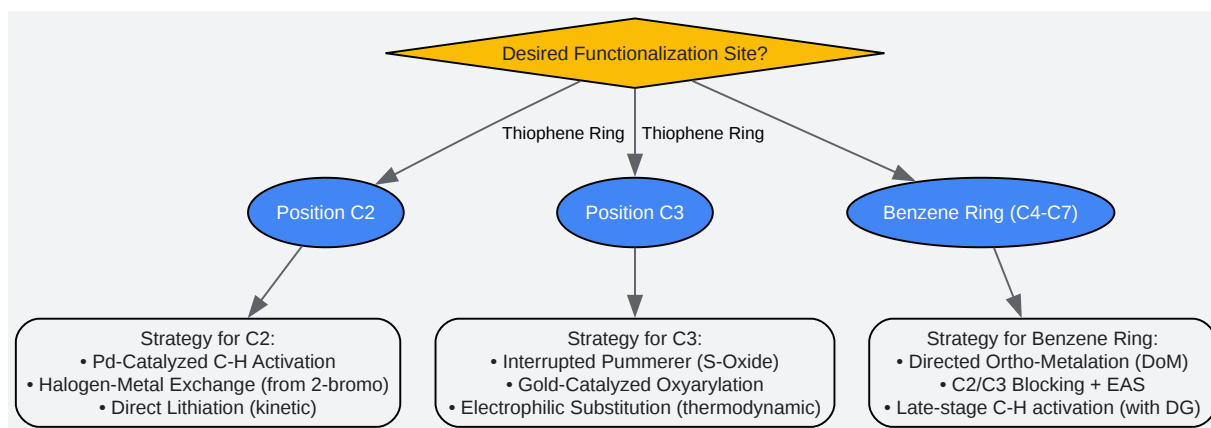 Desired Functionalization Site?
Thiophene Ring
Thiophene Ring
Position C2
Position C3
Benzene Ring (C4-C7)
Strategy for C2:
• Pd-Catalyzed C-H Activation
• Halogen-Metal Exchange (from 2-bromo)
• Direct Lithiation (kinetic)
Strategy for C3:
• Interrupted Pummerer (S-Oxide)
• Gold-Catalyzed Oxyarylation
• Electrophilic Substitution (thermodynamic)
Strategy for Benzene Ring:
• Directed Ortho-Metalation (DoM)
• C2/C3 Blocking + EAS
• Late-stage C-H activation (with DG)